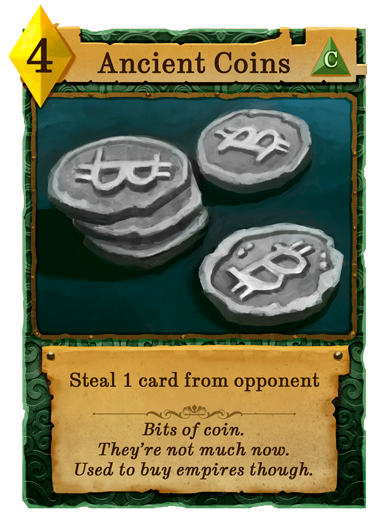 4
Ancient Coins
C
Steal 1 card from opponent
Bits of coin.
They're not much now.
Used to buy empires though.